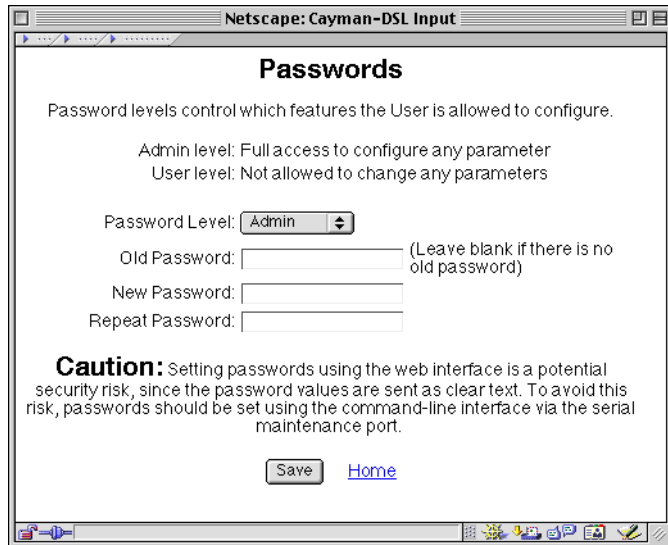 Netscape: Cayman-DSL Input
Passwords
Password levels control which features the User is allowed to configure.
Admin level: Full access to configure any parameter
User level: Not allowed to change any parameters
Password Level: Admin
Old Password: (Leave blank if there is no
old password)
New Password:
Repeat Password:
Caution: Setting passwords using the web interface is a potential
security risk, since the password values are sent as clear text. To avoid this
risk, passwords should be set using the command-line interface via the serial
maintenance port.
Save Home